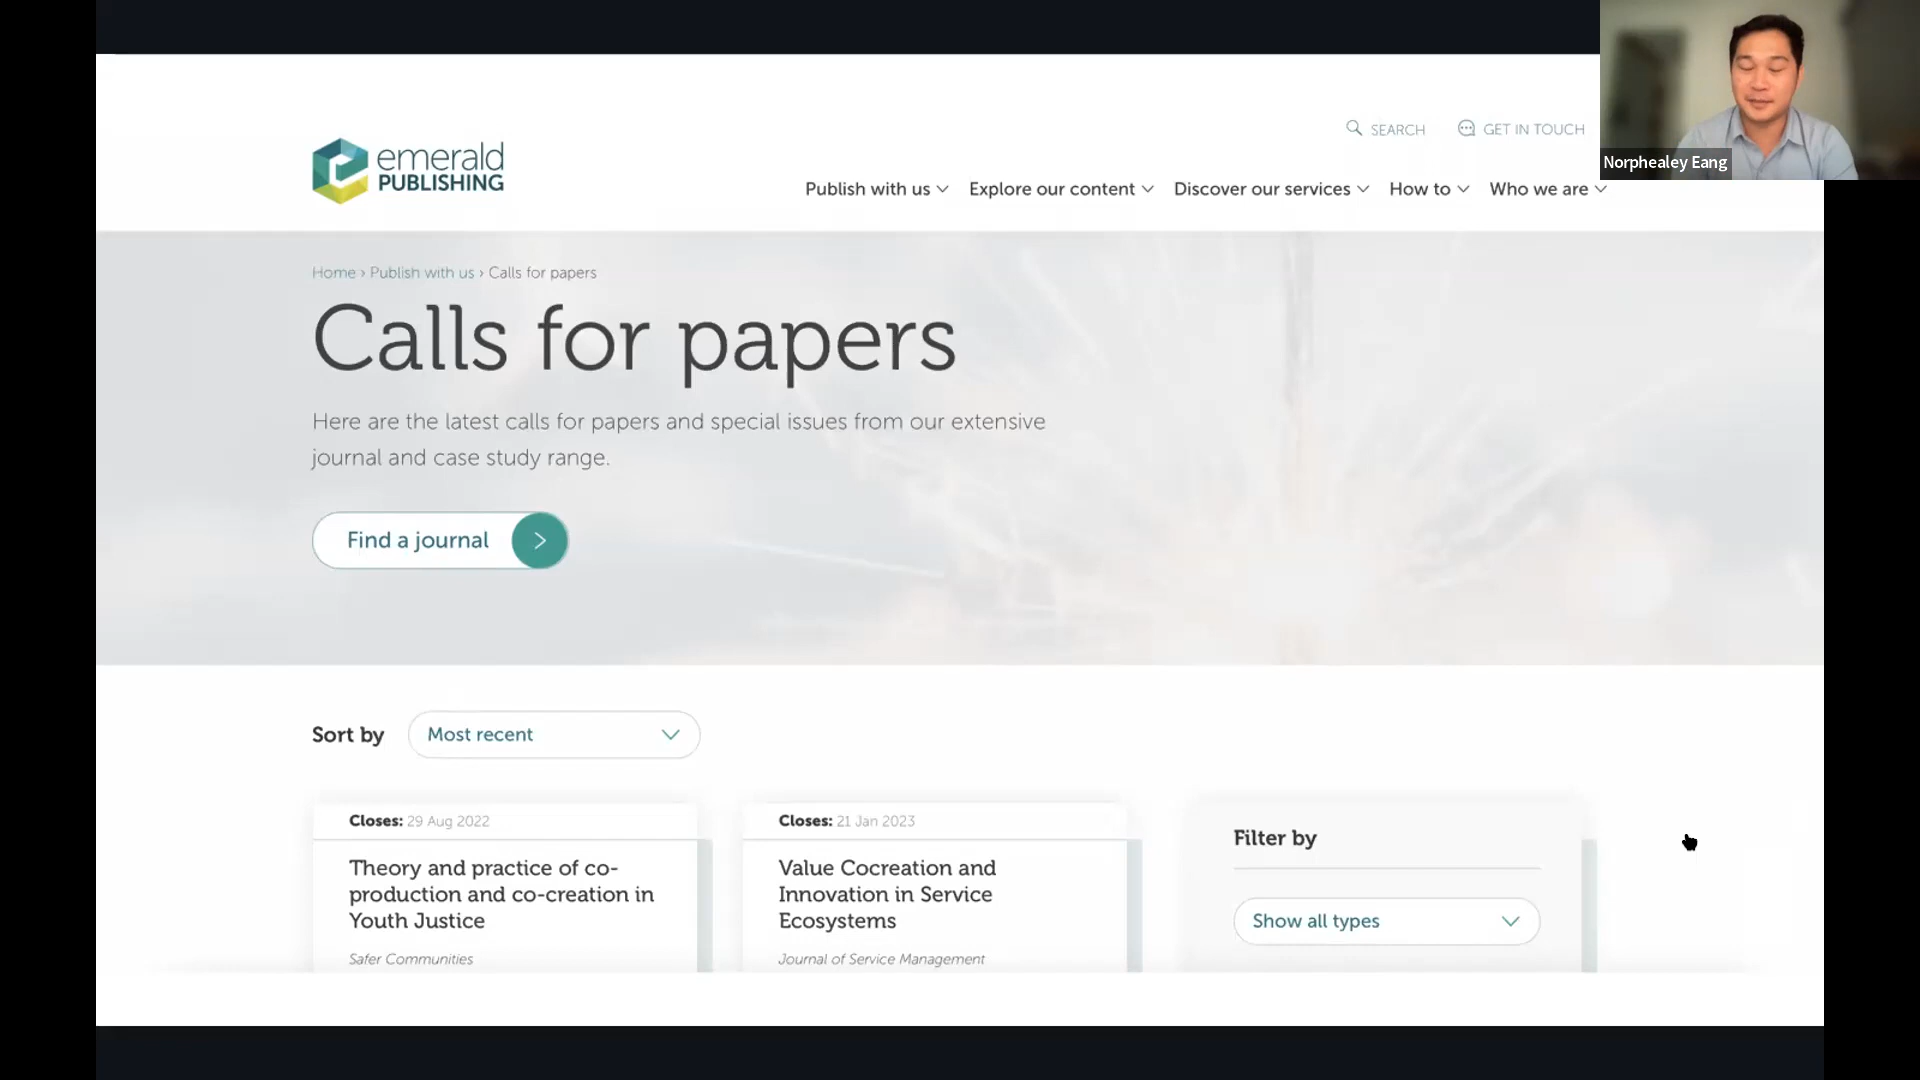 Norphealey Eang
SEARCH
GET IN TOUCH
emerald
PUBLISHING
Publish with us
Explore our content
Discover our services
How to
Who we are
Home › Publish with us › Calls for papers
Calls for papers
Here are the latest calls for papers and special issues from our extensive
journal and case study range.
Find a journal
Sort by
Most recent
Closes: 29 Aug 2022
Theory and practice of co-
production and co-creation in
Youth Justice
Safer Communities
Closes: 21 Jan 2023
Value Cocreation and
Innovation in Service
Ecosystems
Journal of Service Management
Filter by
Show all types